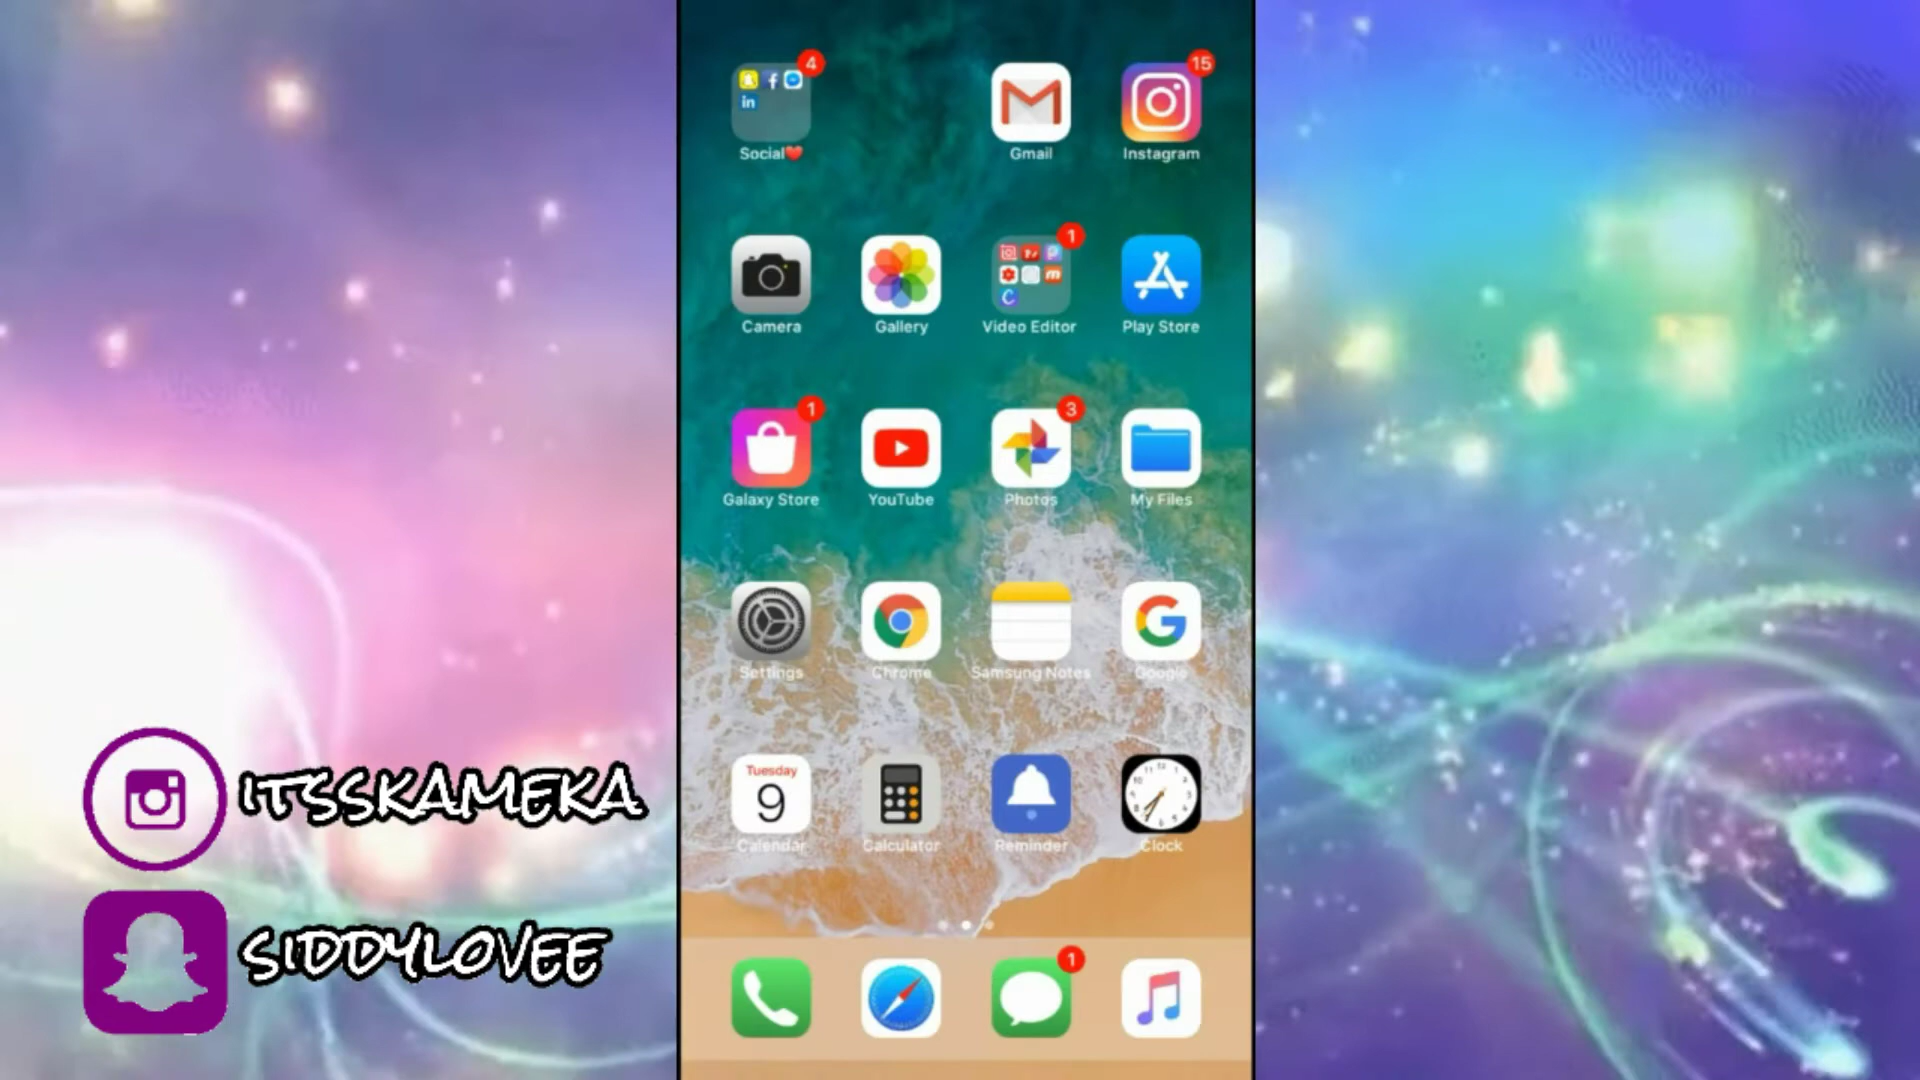 4
15
Social❤️
Gmail
Instagram
1
Camera
Gallery
Video Editor
Play Store
1
3
Galaxy Store
YouTube
Photos
My Files
Settings
Chrome
Samsung Notes
Google
Tuesday
9
Calendar
Calculator
Reminder
Clock
1
ITSSKAMEKA
SIDDYLOVEE